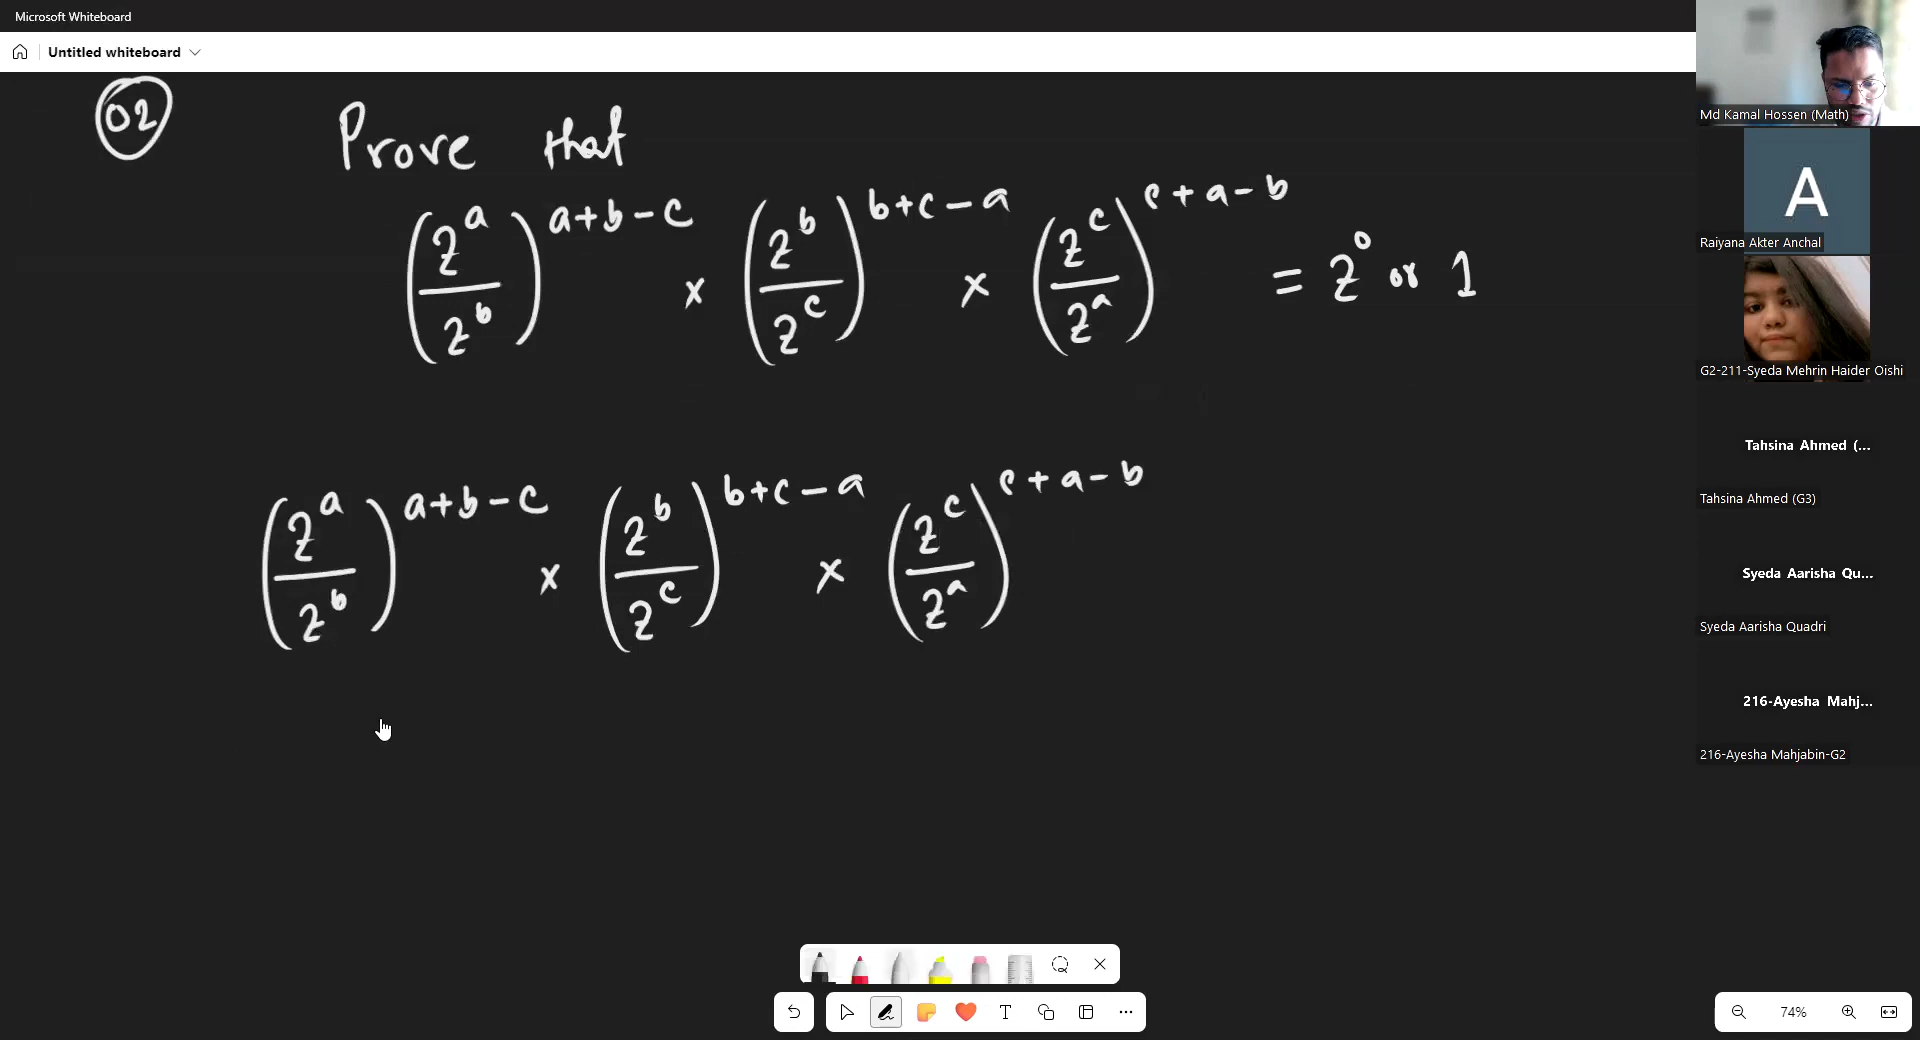 Microsoft Whiteboard
Untitled whiteboard
02 Prove that
(2^a/2^b)^(a+b-c) × (2^b/2^c)^(b+c-a) × (2^c/2^a)^(c+a-b) = 2^0 or 1
(2^a/2^b)^(a+b-c) × (2^b/2^c)^(b+c-a) × (2^c/2^a)^(c+a-b)
Md Kamal Hossen (Math)
A
Raiyana Akter Anchal
G2-211-Syeda Mehrin Haider Oishi
Tahsina Ahmed (...
Tahsina Ahmed (G3)
Syeda Aarisha Qu...
Syeda Aarisha Quadri
216-Ayesha Mahj...
216-Ayesha Mahjabin-G2
T
74%